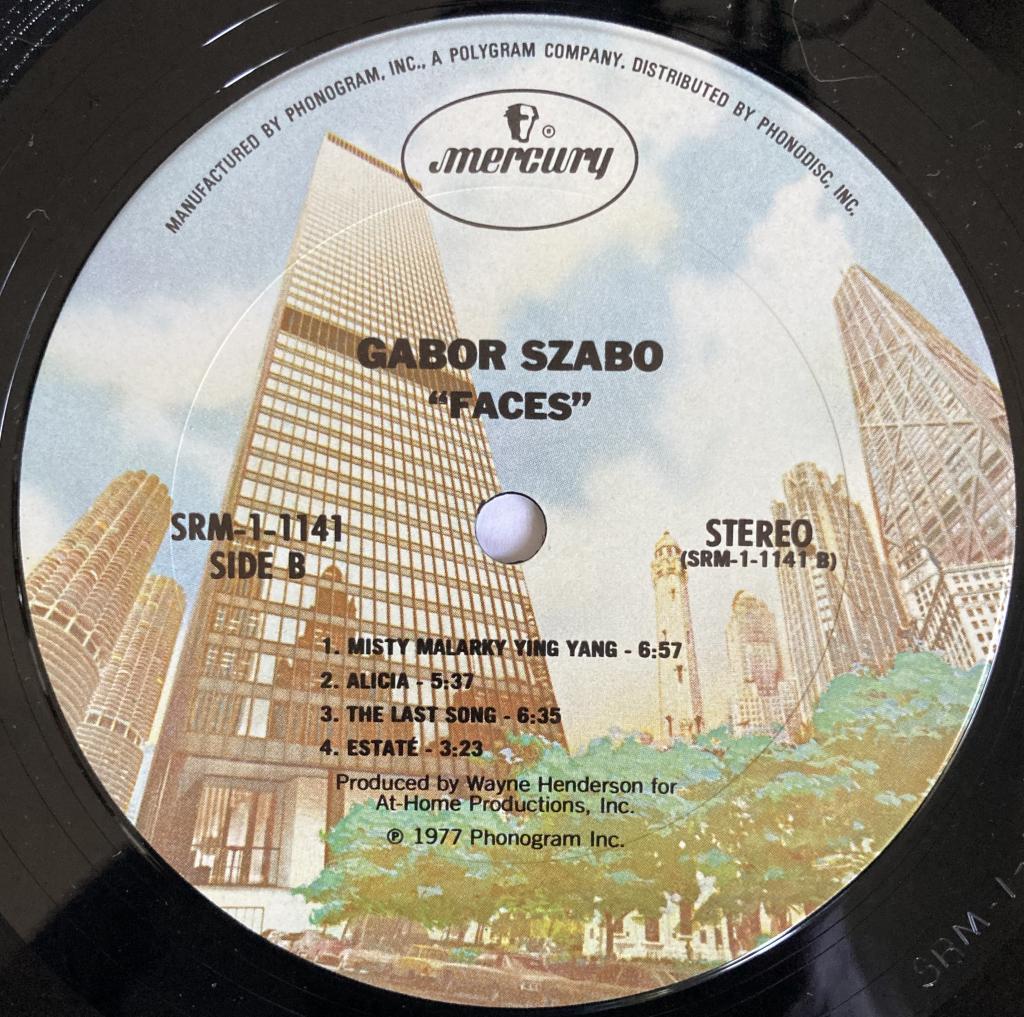 MANUFACTURED BY PHONOGRAM, INC., A POLYGRAM COMPANY. DISTRIBUTED BY PHONODISC, INC.
mercury ®
GABOR SZABO
“FACES”
SRM-1-1141
SIDE B
STEREO
(SRM-1-1141 B)
1. MISTY MALARKY YING YANG - 6:57
2. ALICIA - 5:37
3. THE LAST SONG - 6:35
4. ESTATÉ - 3:23
Produced by Wayne Henderson for
At-Home Productions, Inc.
℗ 1977 Phonogram Inc.
SRM-1